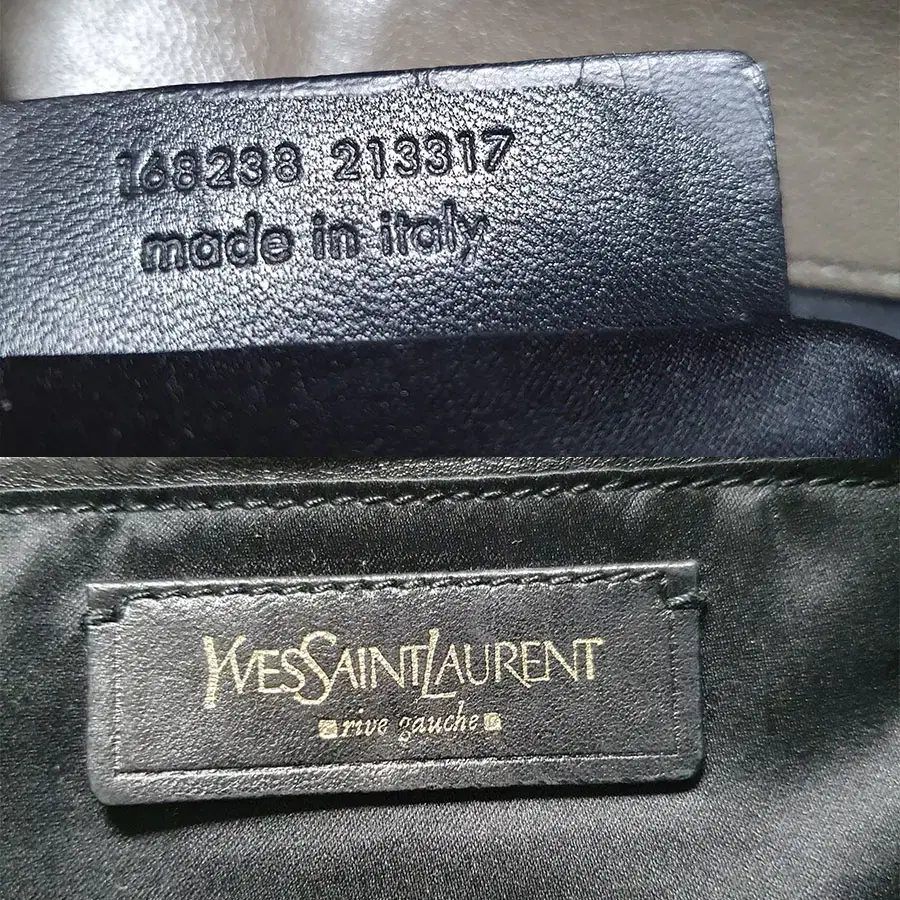 168238 213317
made in italy
YVESSAINTLAURENT
rive gauche